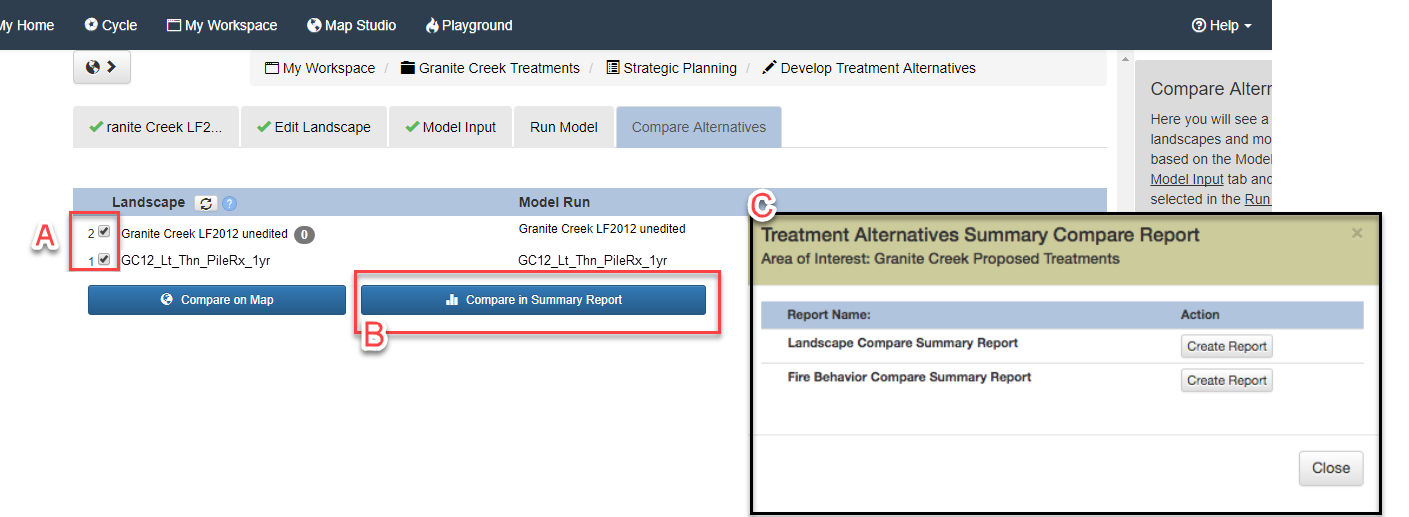 My Home Cycle My Workspace Map Studio Playground Help
My Workspace / Granite Creek Treatments / Strategic Planning / Develop Treatment Alternatives
ranite Creek LF2... Edit Landscape Model Input Run Model Compare Alternatives
Compare Altern
Here you will see a
landscapes and mo
based on the Model
Model Input tab and
selected in the Run
Landscape ? Model Run
A
2 Granite Creek LF2012 unedited 0 Granite Creek LF2012 unedited
1 GC12_Lt_Thn_PileRx_1yr GC12_Lt_Thn_PileRx_1yr
Compare on Map Compare in Summary Report
B
C
Treatment Alternatives Summary Compare Report ×
Area of Interest: Granite Creek Proposed Treatments
Report Name: Action
Landscape Compare Summary Report Create Report
Fire Behavior Compare Summary Report Create Report
Close